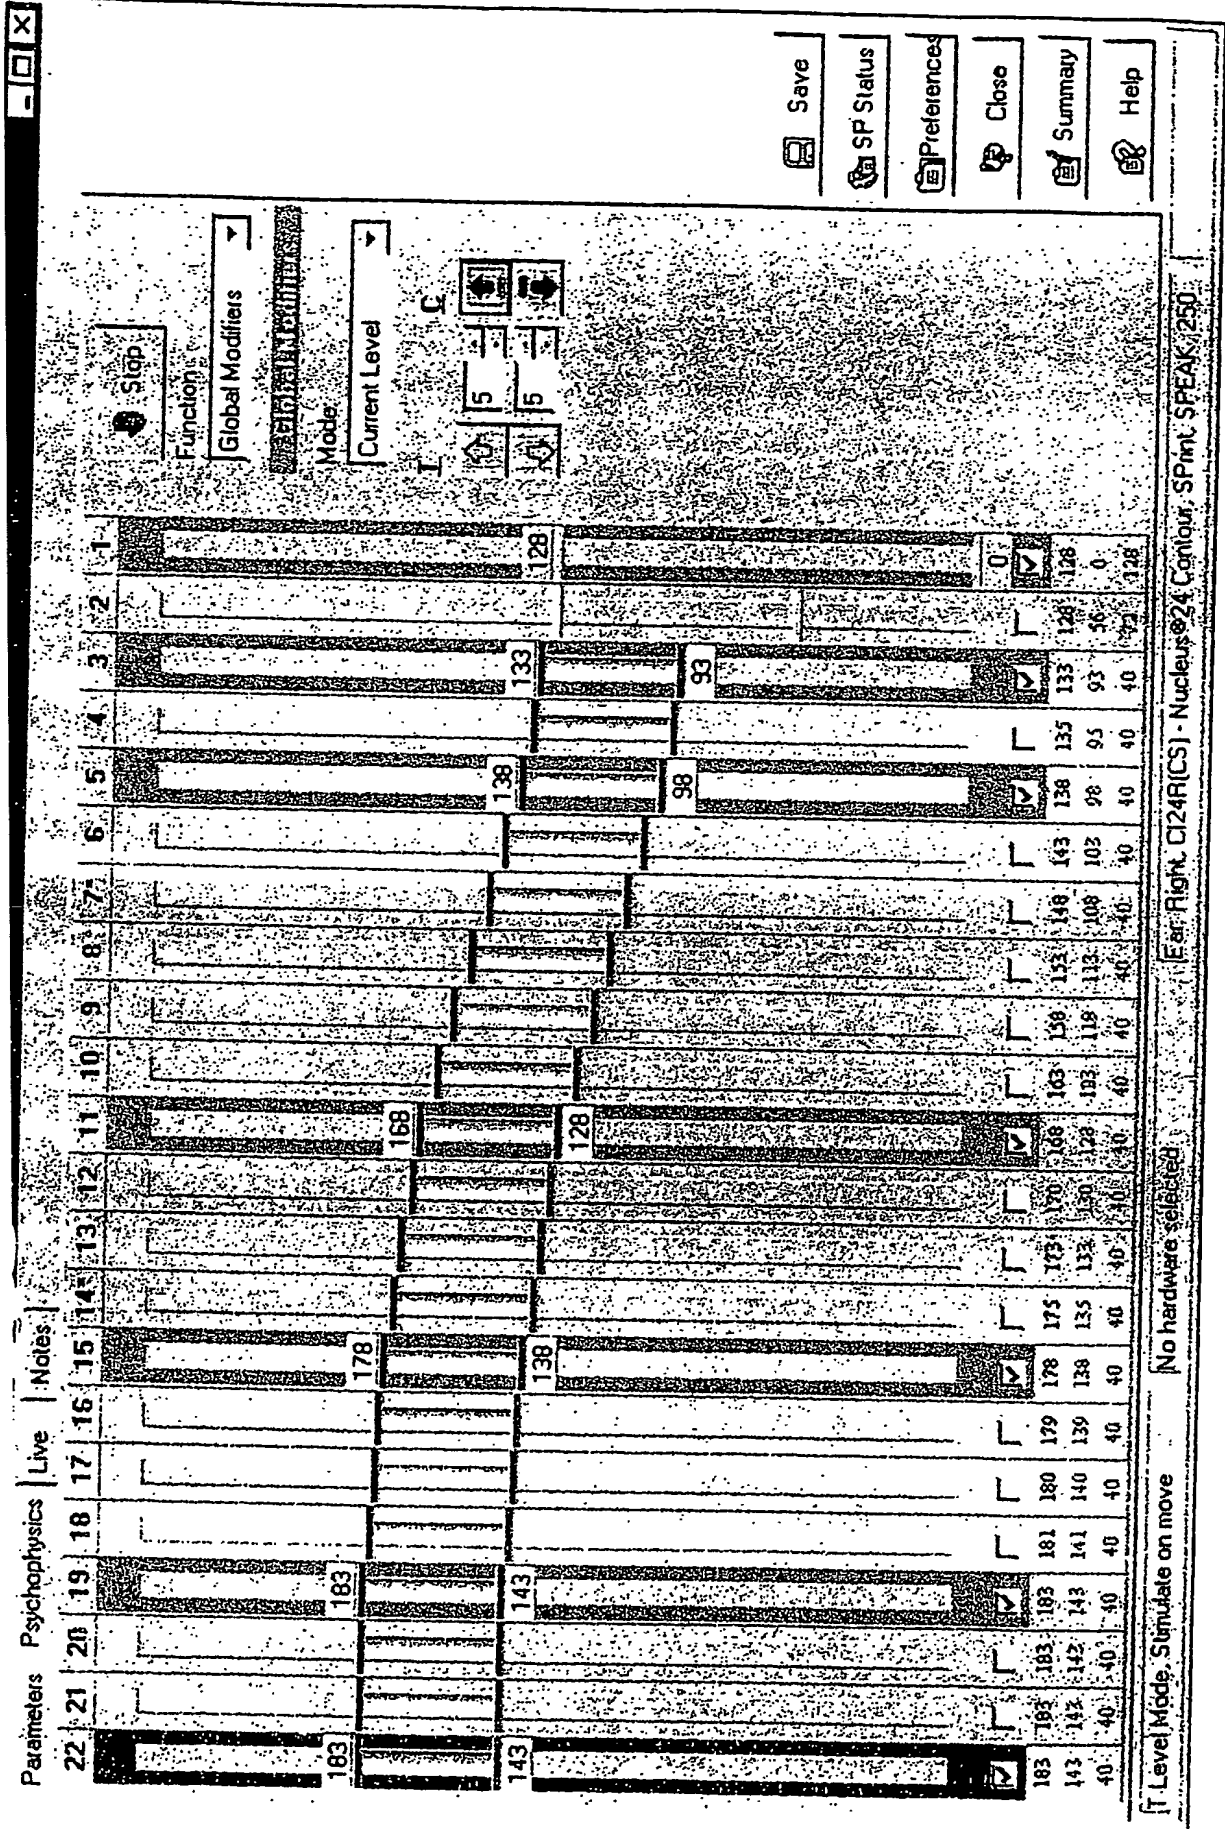 Parameters Psychophysics Live Notes
22 21 20 19 18 17 16 15 14 13 12 11 10 9 8 7 6 5 4 3 2 1
183 183 178 168 138 133 128
143 143 138 128 98 93 0
183 183 183 183 181 180 179 178 175 173 170 168 163 158 153 148 143 138 135 133 128 128
143 143 143 143 141 140 139 138 135 133 130 128 123 118 113 108 103 98 95 93 56 0
40 40 40 40 40 40 40 40 40 40 40 40 40 40 40 40 40 40 40 40 72 128
Stop
Function
Global Modifiers
Mode
Current Level
T C
5
5
Save
SP Status
Preferences
Close
Summary
Help
T Level Mode, Stimulate on move
No hardware selected
Ear: Right, CI24R(CS) - Nucleus®24 Contour, SPrint, SPEAK 250